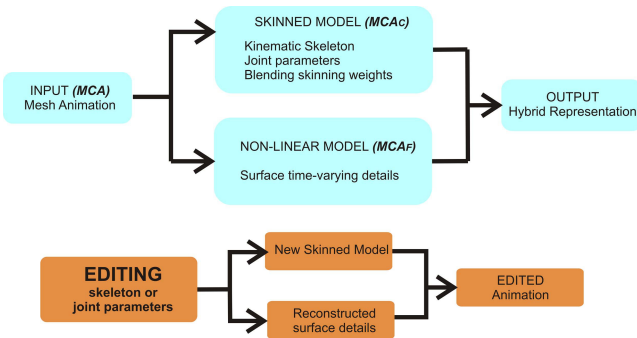 INPUT (MCA)
Mesh Animation
SKINNED MODEL (MCAC)
Kinematic Skeleton
Joint parameters
Blending skinning weights
NON-LINEAR MODEL (MCAF)
Surface time-varying details
OUTPUT
Hybrid Representation
EDITING
skeleton or
joint parameters
New Skinned Model
Reconstructed
surface details
EDITED
Animation